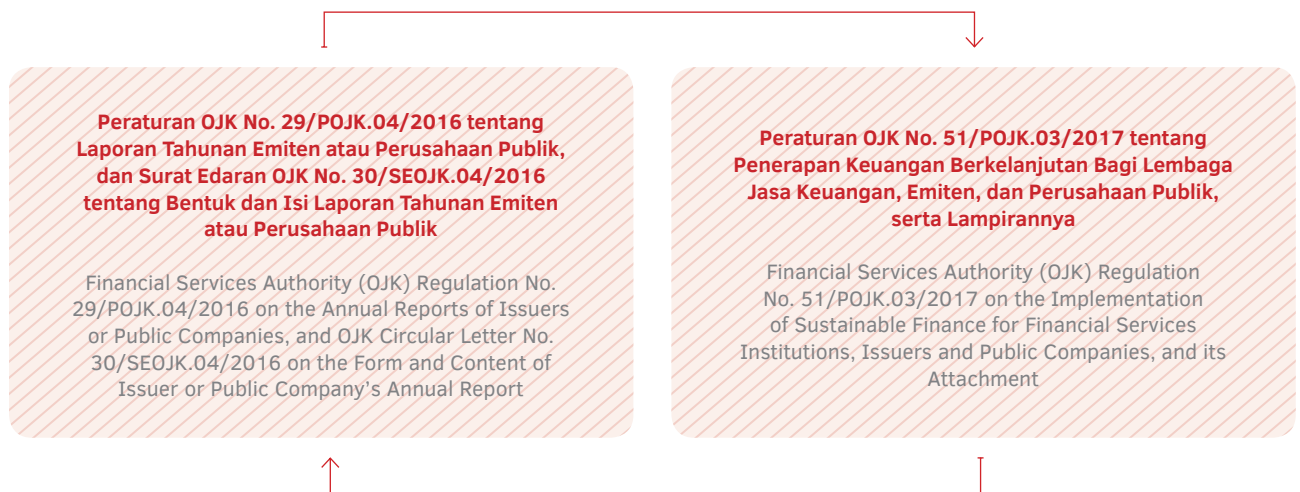 Peraturan OJK No. 29/POJK.04/2016 tentang
Laporan Tahunan Emiten atau Perusahaan Publik,
dan Surat Edaran OJK No. 30/SEOJK.04/2016
tentang Bentuk dan Isi Laporan Tahunan Emiten
atau Perusahaan Publik
Financial Services Authority (OJK) Regulation No.
29/POJK.04/2016 on the Annual Reports of Issuers
or Public Companies, and OJK Circular Letter No.
30/SEOJK.04/2016 on the Form and Content of
Issuer or Public Company’s Annual Report
Peraturan OJK No. 51/POJK.03/2017 tentang
Penerapan Keuangan Berkelanjutan Bagi Lembaga
Jasa Keuangan, Emiten, dan Perusahaan Publik,
serta Lampirannya
Financial Services Authority (OJK) Regulation
No. 51/POJK.03/2017 on the Implementation
of Sustainable Finance for Financial Services
Institutions, Issuers and Public Companies, and its
Attachment